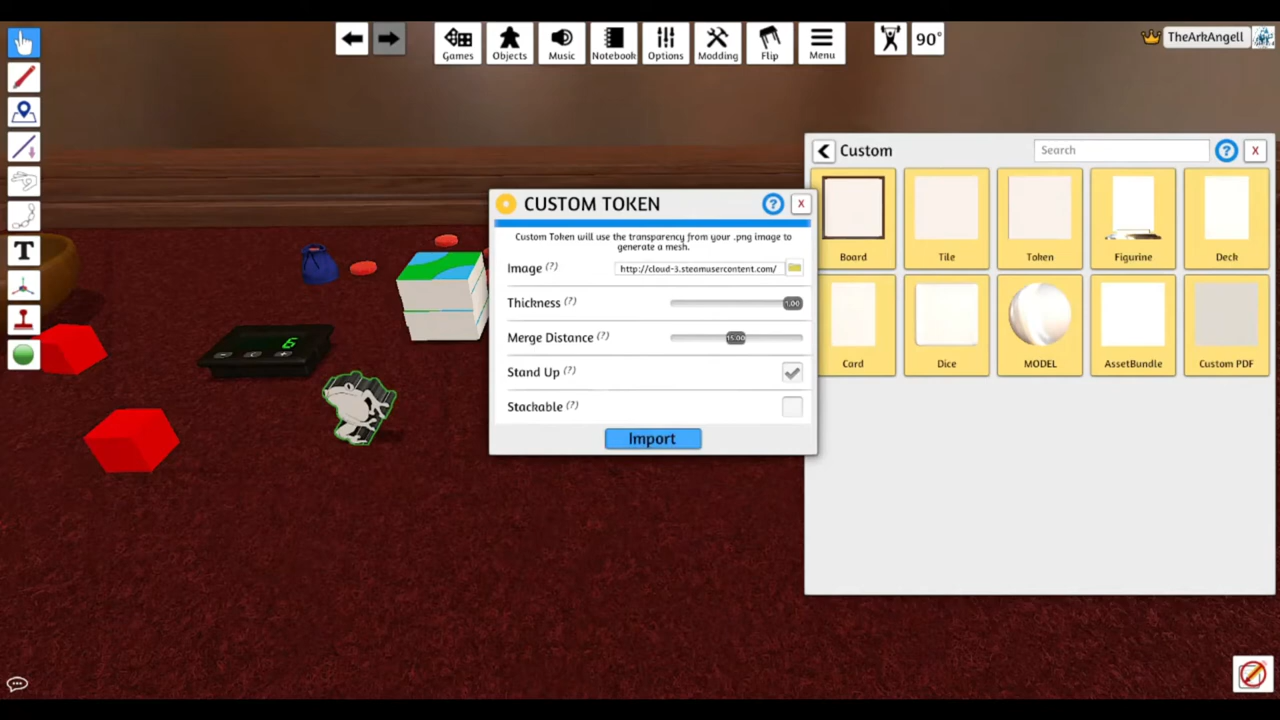 Games
Objects
Music
Notebook
Options
Modding
Flip
Menu
90°
TheArkAngell
Custom
Search
?
X
Board
Tile
Token
Figurine
Deck
Card
Dice
MODEL
AssetBundle
Custom PDF
CUSTOM TOKEN
?
X
Custom Token will use the transparency from your .png image to
generate a mesh.
Image (?)
http://cloud-3.steamusercontent.com/
Thickness (?)
1.00
Merge Distance (?)
15.00
Stand Up (?)
Stackable (?)
Import
T
6
- +